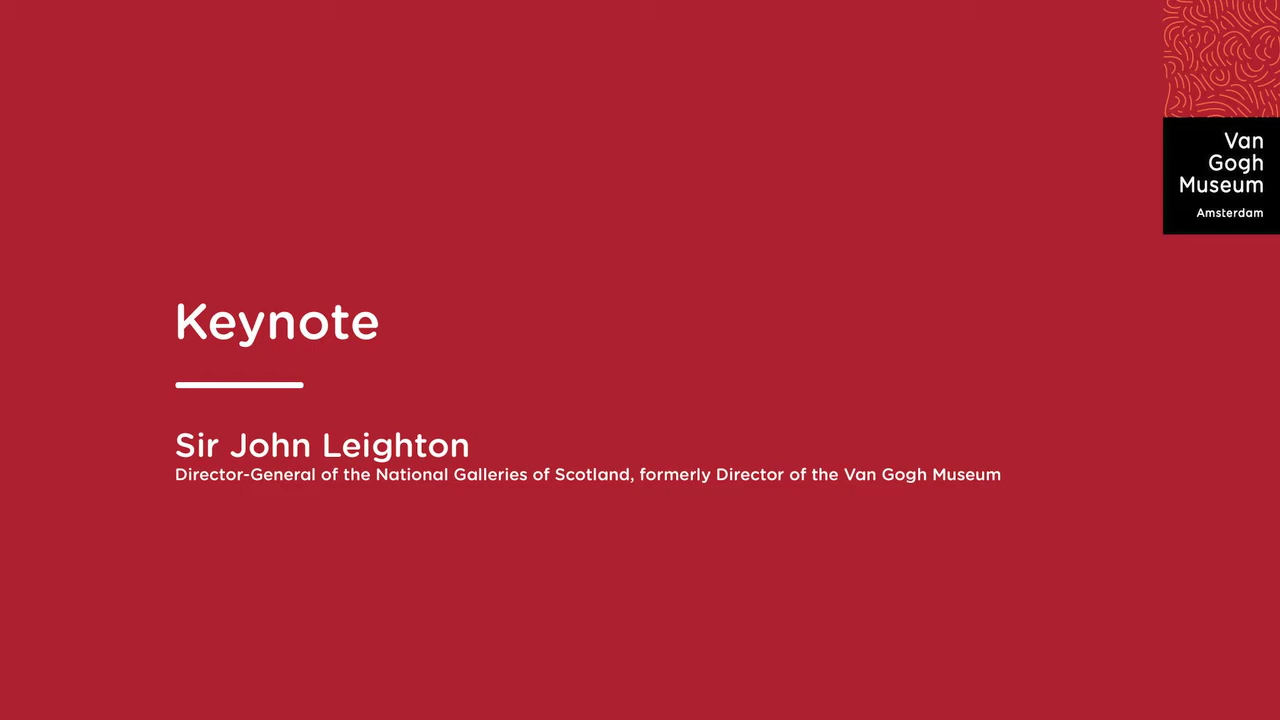 Van
Gogh
Museum
Amsterdam
Keynote
Sir John Leighton
Director-General of the National Galleries of Scotland, formerly Director of the Van Gogh Museum